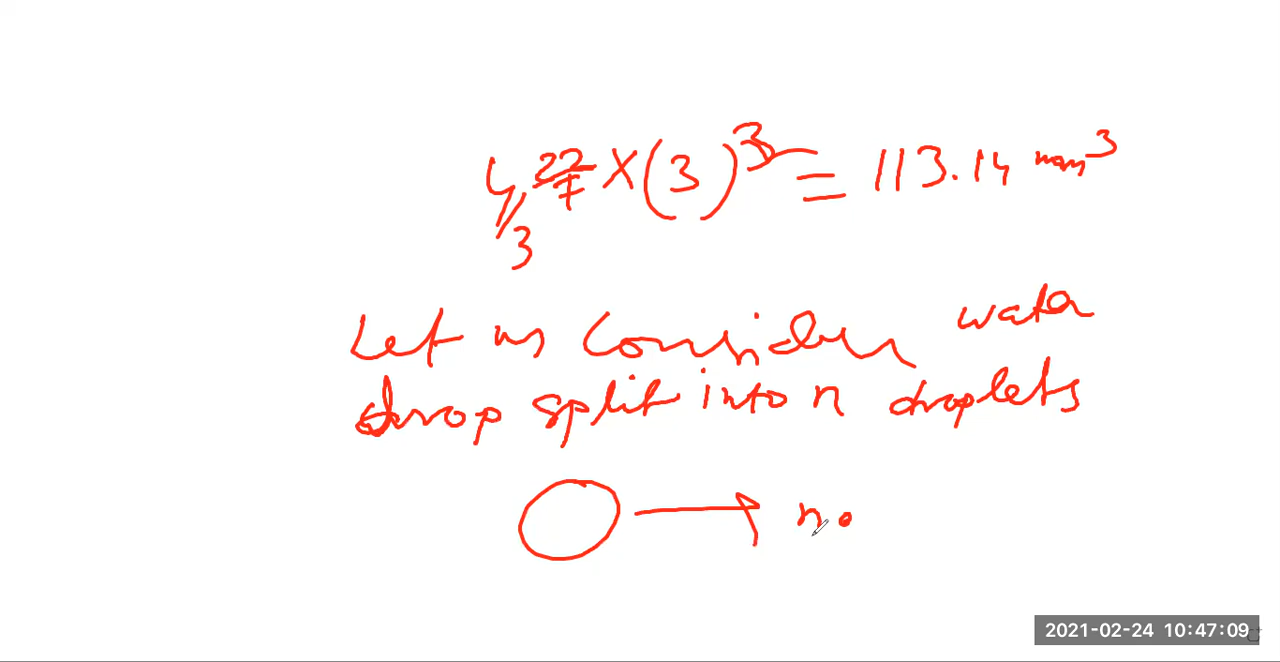 4/3 22/7 X (3)^3 = 113.14 mm^3
Let us Consider water
drop split into n droplets
n.
2021-02-24 10:47:09